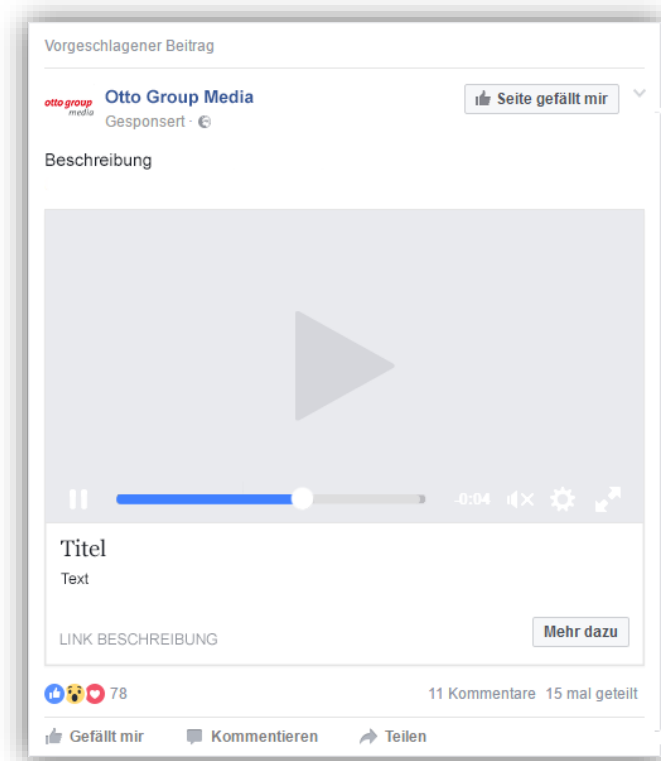 Vorgeschlagener Beitrag
otto group
media
Otto Group Media
Gesponsert ·
Seite gefällt mir
Beschreibung
-0:04
Titel
Text
LINK BESCHREIBUNG
Mehr dazu
78
11 Kommentare 15 mal geteilt
Gefällt mir Kommentieren Teilen